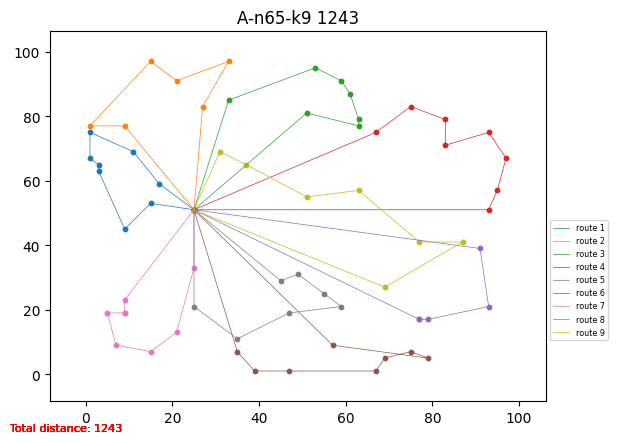 A-n65-k9 1243
100
80
60
40
20
0
0 20 40 60 80 100
route 1
route 2
route 3
route 4
route 5
route 6
route 7
route 8
route 9
Total distance: 1243